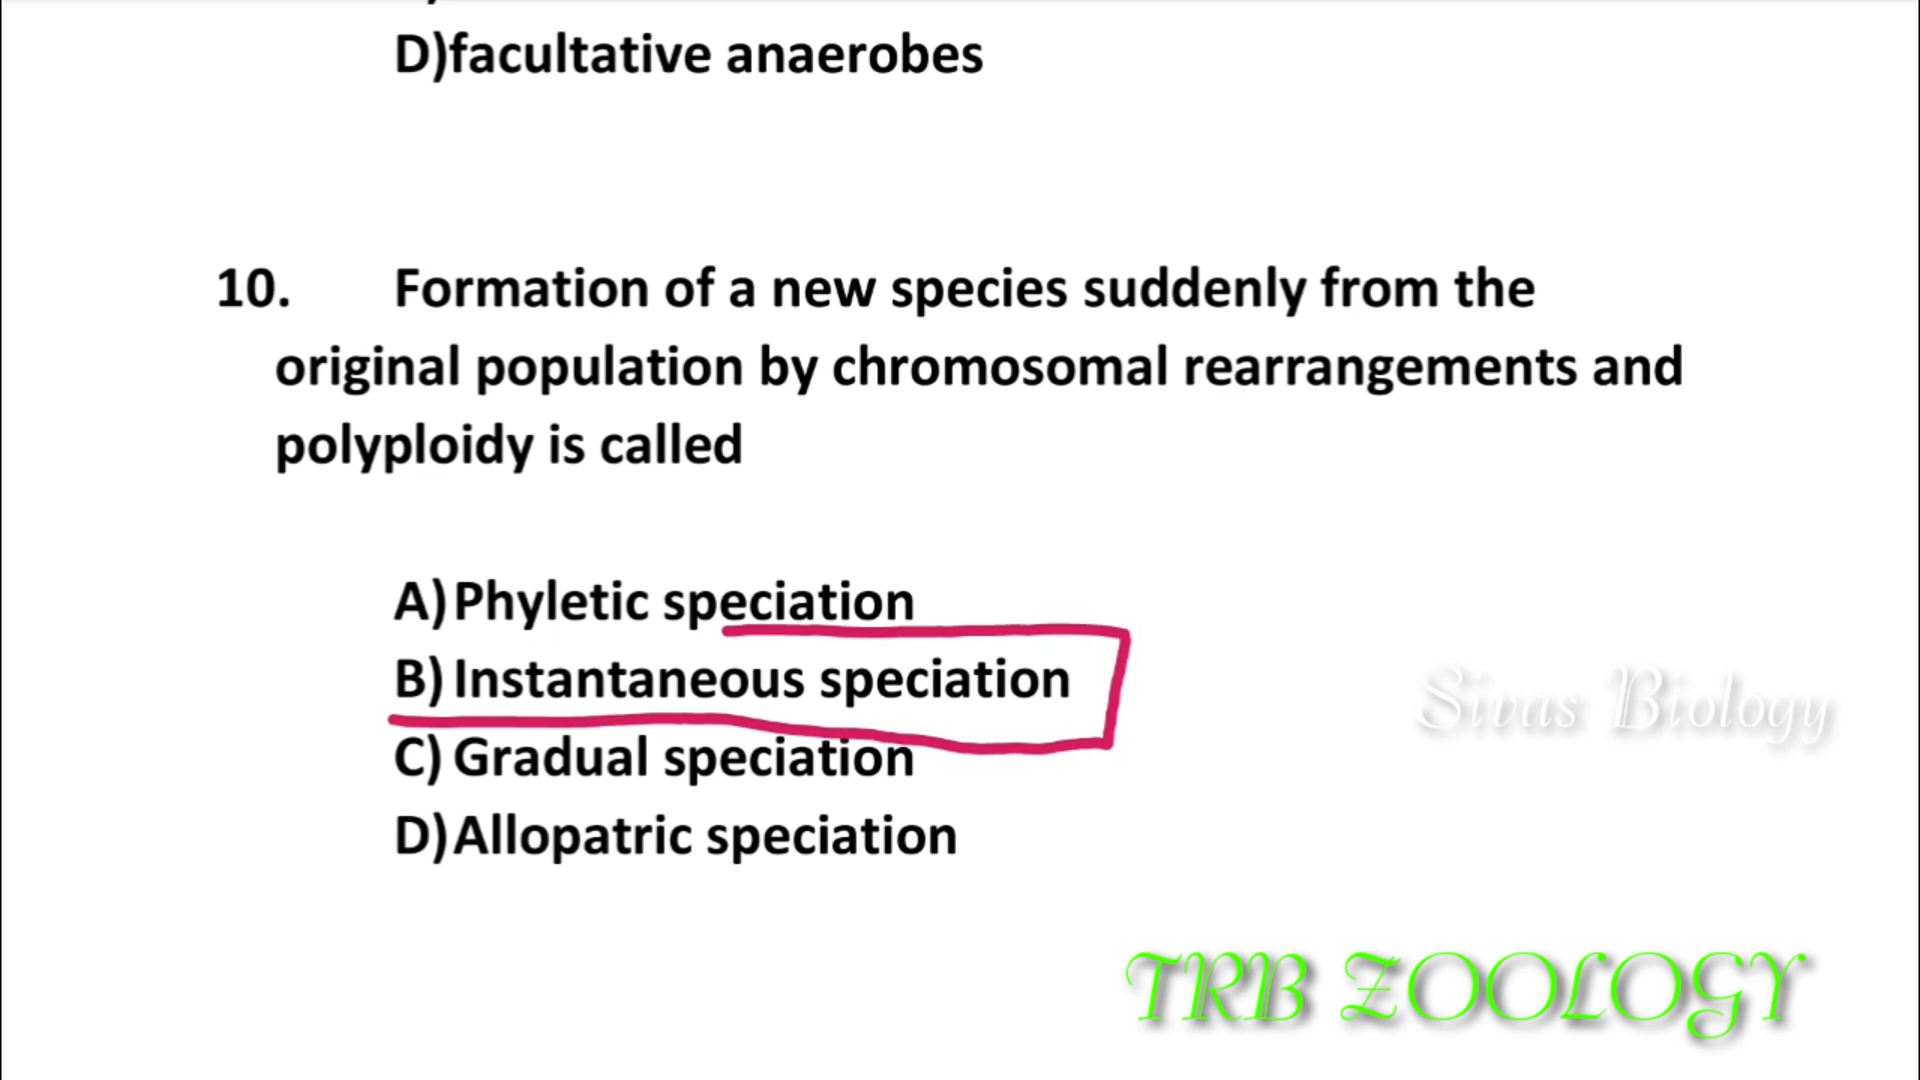 D)facultative anaerobes
10. Formation of a new species suddenly from the
original population by chromosomal rearrangements and
polyploidy is called
A) Phyletic speciation
B) Instantaneous speciation
C) Gradual speciation
D) Allopatric speciation
Sivas Biology
TRB ZOOLOGY